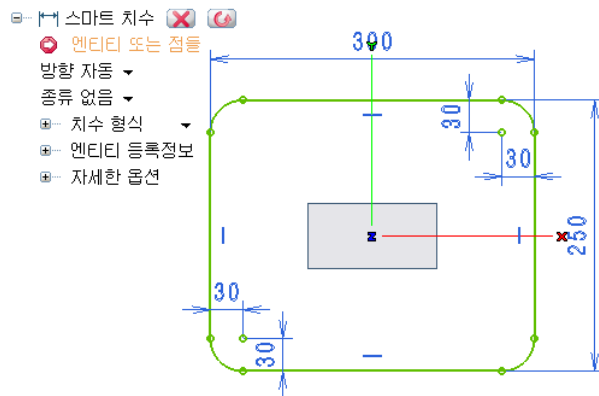 스마트 치수
엔티티 또는 점들
방향 자동
종류 없음
치수 형식
엔티티 등록정보
자세한 옵션
300
30
30
250
30
30
Z
X